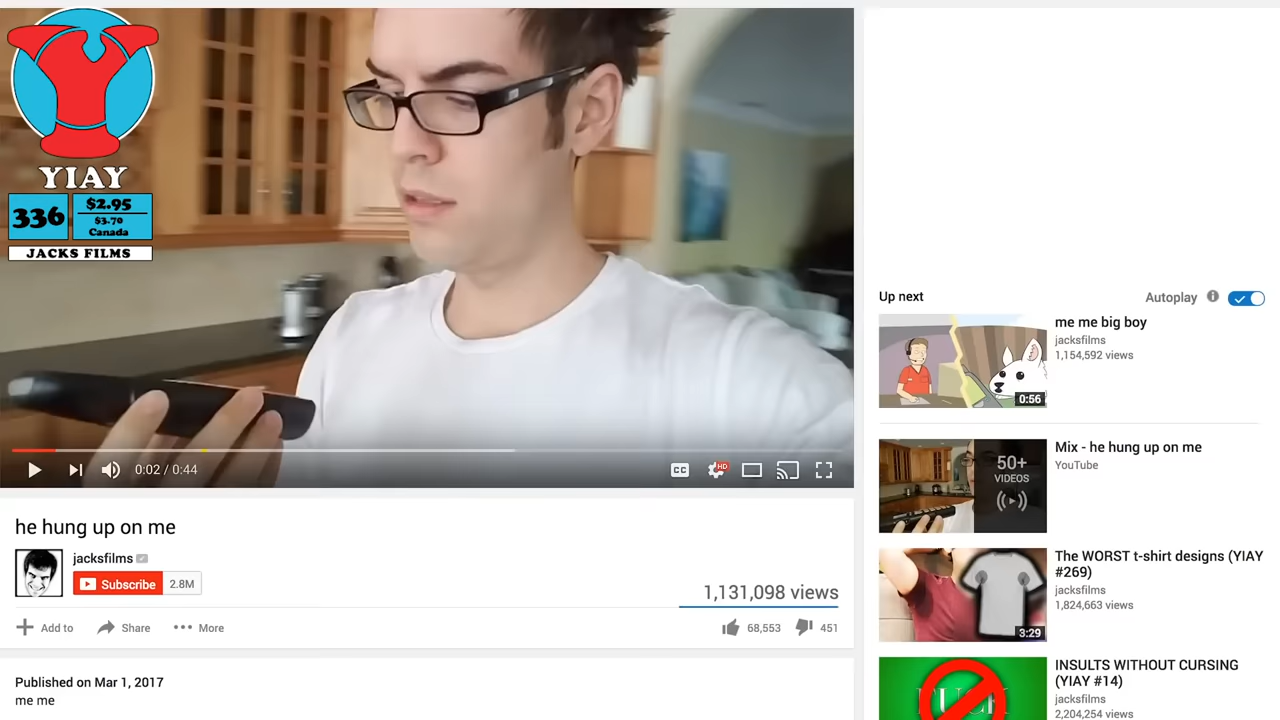 YIAY
336
$2.95
$3.70
Canada
JACKS FILMS
0:02 / 0:44
CC
HD
he hung up on me
jacksfilms
Subscribe
2.8M
1,131,098 views
Add to
Share
More
68,553
451
Published on Mar 1, 2017
me me
Up next
Autoplay
me me big boy
jacksfilms
1,154,592 views
0:56
Mix - he hung up on me
YouTube
50+
VIDEOS
The WORST t-shirt designs (YIAY
#269)
jacksfilms
1,824,663 views
3:29
INSULTS WITHOUT CURSING
(YIAY #14)
jacksfilms
2,204,254 views